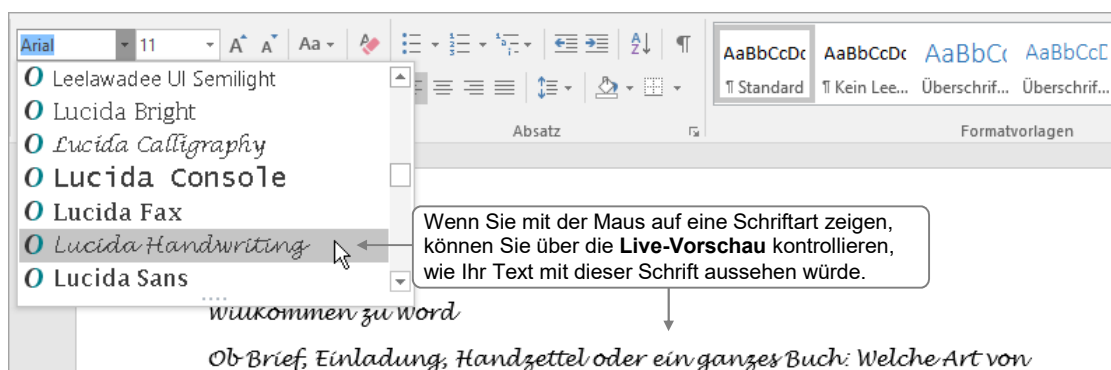 Arial 11 Aa
Leelawadee UI Semilight
Lucida Bright
Lucida Calligraphy
Lucida Console
Lucida Fax
Lucida Handwriting
Lucida Sans
AaBbCcDc AaBbCcDc AaBbCc AaBbCcD
¶ Standard ¶ Kein Lee... Überschrif... Überschrif...
Absatz Formatvorlagen
Wenn Sie mit der Maus auf eine Schriftart zeigen,
können Sie über die Live-Vorschau kontrollieren,
wie Ihr Text mit dieser Schrift aussehen würde.
Willkommen zu Word
Ob Brief, Einladung, Handzettel oder ein ganzes Buch: Welche Art von